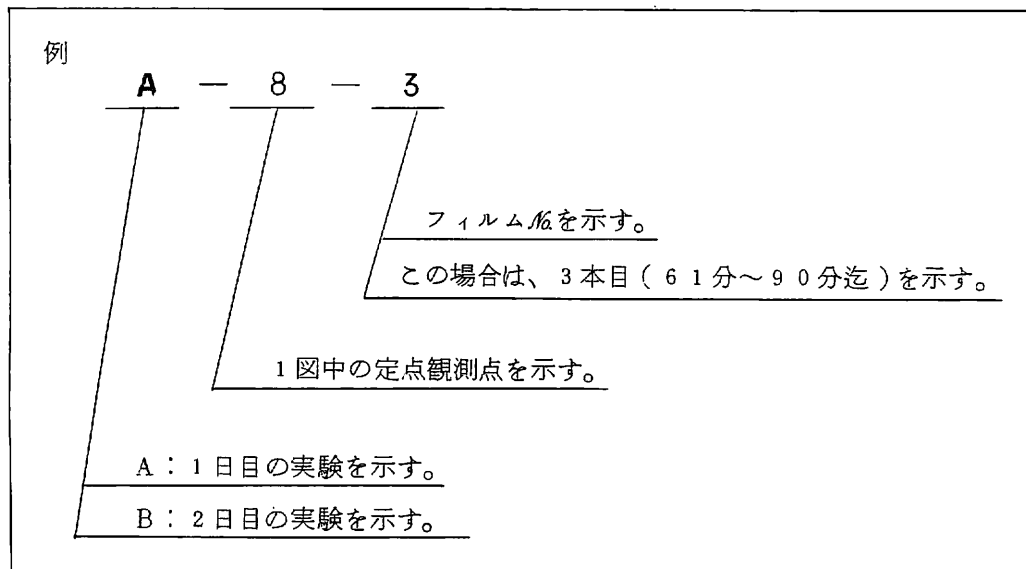 例
A － 8 － 3
フィルム№を示す。
この場合は、3本目(61分～90分迄)を示す。
1図中の定点観測点を示す。
A：1日目の実験を示す。
B：2日目の実験を示す。